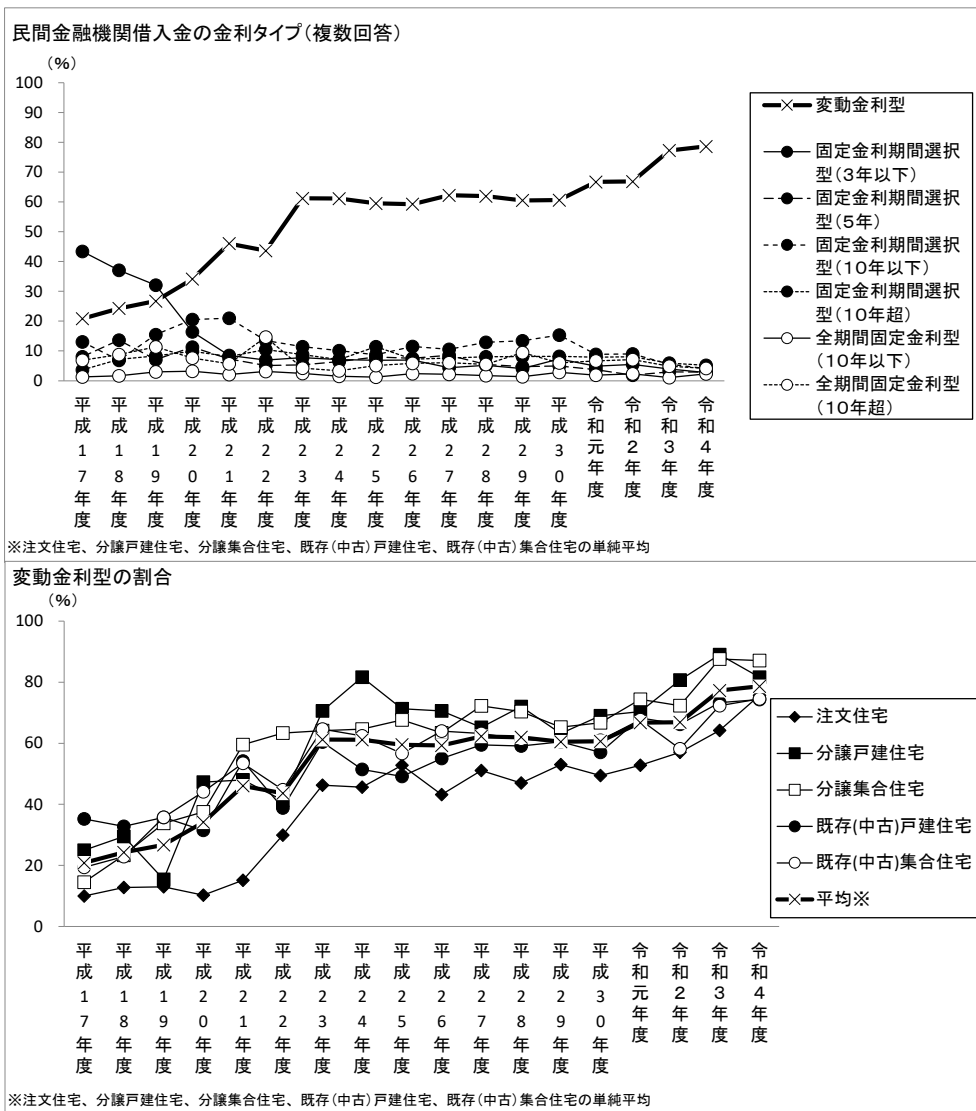 民間金融機関借入金の金利タイプ(複数回答)
(%)
100
90
80
70
60
50
40
30
20
10
0
平成17年度
平成18年度
平成19年度
平成20年度
平成21年度
平成22年度
平成23年度
平成24年度
平成25年度
平成26年度
平成27年度
平成28年度
平成29年度
平成30年度
令和元年度
令和2年度
令和3年度
令和4年度
変動金利型
固定金利期間選択
型(3年以下)
固定金利期間選択
型(5年)
固定金利期間選択
型(10年以下)
固定金利期間選択
型(10年超)
全期間固定金利型
(10年以下)
全期間固定金利型
(10年超)
※注文住宅、分譲戸建住宅、分譲集合住宅、既存(中古)戸建住宅、既存(中古)集合住宅の単純平均
変動金利型の割合
(%)
100
80
60
40
20
0
平成17年度
平成18年度
平成19年度
平成20年度
平成21年度
平成22年度
平成23年度
平成24年度
平成25年度
平成26年度
平成27年度
平成28年度
平成29年度
平成30年度
令和元年度
令和2年度
令和3年度
令和4年度
注文住宅
分譲戸建住宅
分譲集合住宅
既存(中古)戸建住宅
既存(中古)集合住宅
平均※
※注文住宅、分譲戸建住宅、分譲集合住宅、既存(中古)戸建住宅、既存(中古)集合住宅の単純平均